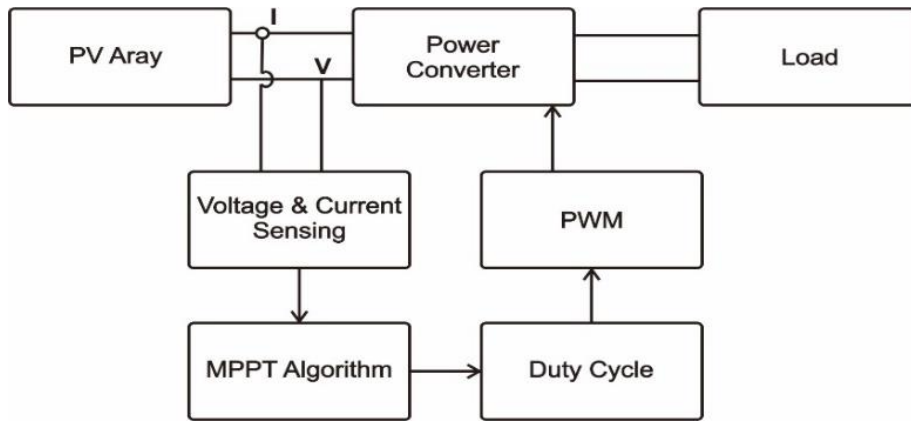 I
PV Aray
V
Power
Converter
Load
Voltage & Current
Sensing
PWM
MPPT Algorithm
Duty Cycle